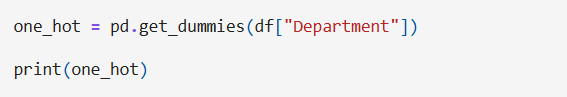 one_hot = pd.get_dummies(df["Department"])
print(one_hot)